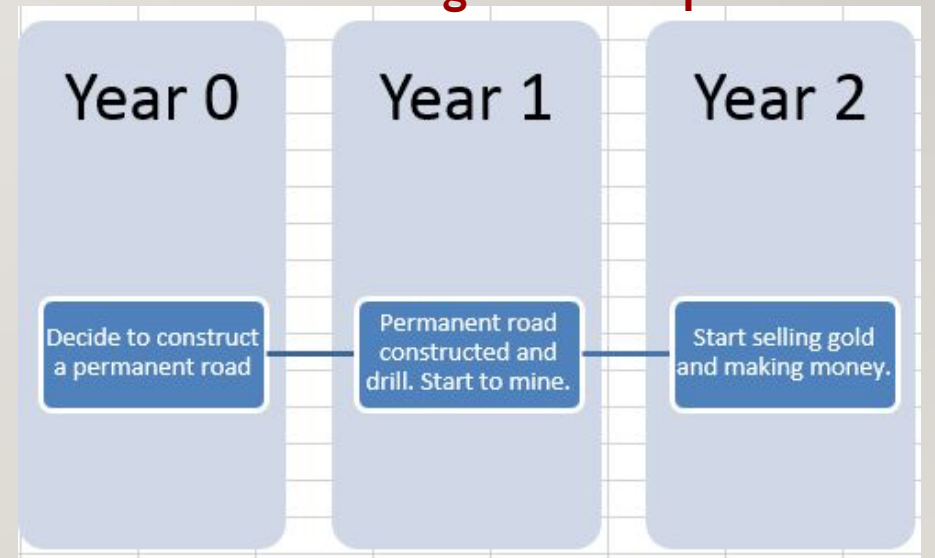 Year 0
Year 1
Year 2
Decide to construct
a permanent road
Permanent road
constructed and
drill. Start to mine.
Start selling gold
and making money.